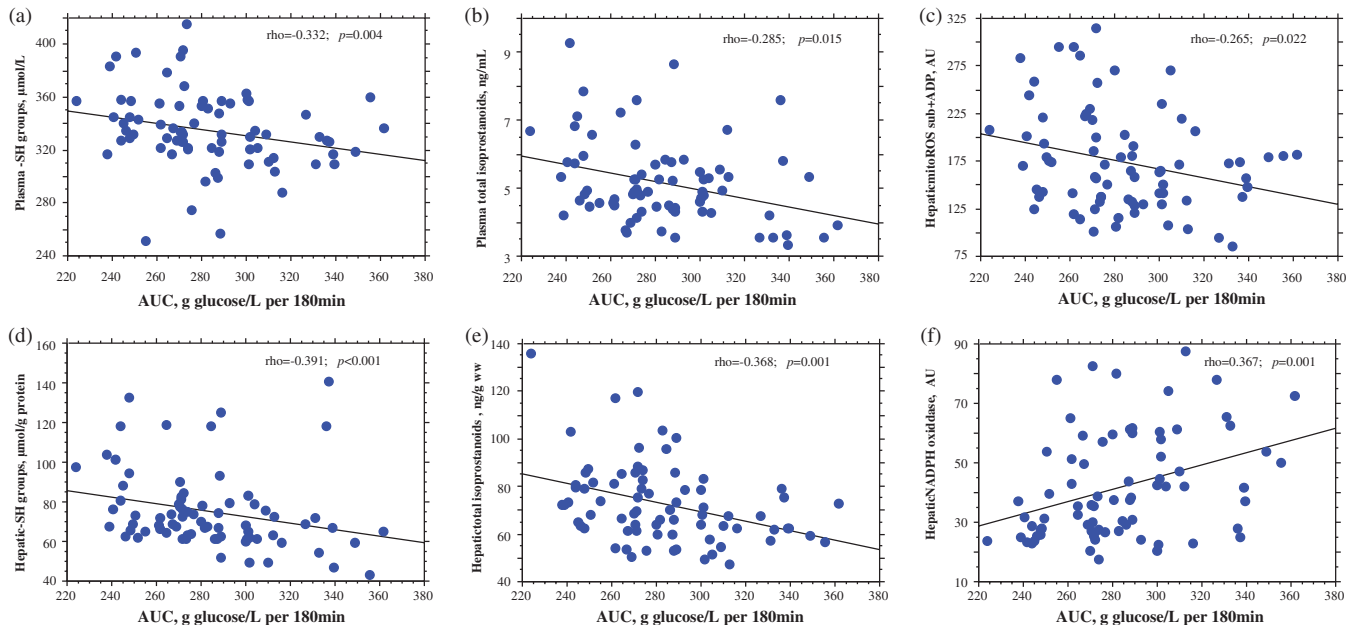 (a)
rho=-0.332; p=0.004
Plasma -SH groups, μmol/L
400
360
320
280
240
220 240 260 280 300 320 340 360 380
AUC, g glucose/L per 180min
(b)
rho=-0.285; p=0.015
Plasma total isoprostanoids, ng/mL
9
7
5
3
220 240 260 280 300 320 340 360 380
AUC, g glucose/L per 180min
(c)
rho=-0.265; p=0.022
HepaticmitoROS sub+ADP, AU
325
275
225
175
125
75
220 240 260 280 300 320 340 360 380
AUC, g glucose/L per 180min
(d)
rho=-0.391; p<0.001
Hepatic-SH groups, μmol/g protein
160
140
120
100
80
60
40
220 240 260 280 300 320 340 360 380
AUC, g glucose/L per 180min
(e)
rho=-0.368; p=0.001
Hepatictotal isoprostanoids , ng/g ww
140
120
100
80
60
40
220 240 260 280 300 320 340 360 380
AUC, g glucose/L per 180min
(f)
rho=0.367; p=0.001
HepaticNADPH oxiddase, AU
90
70
50
30
10
220 240 260 280 300 320 340 360 380
AUC, g glucose/L per 180min